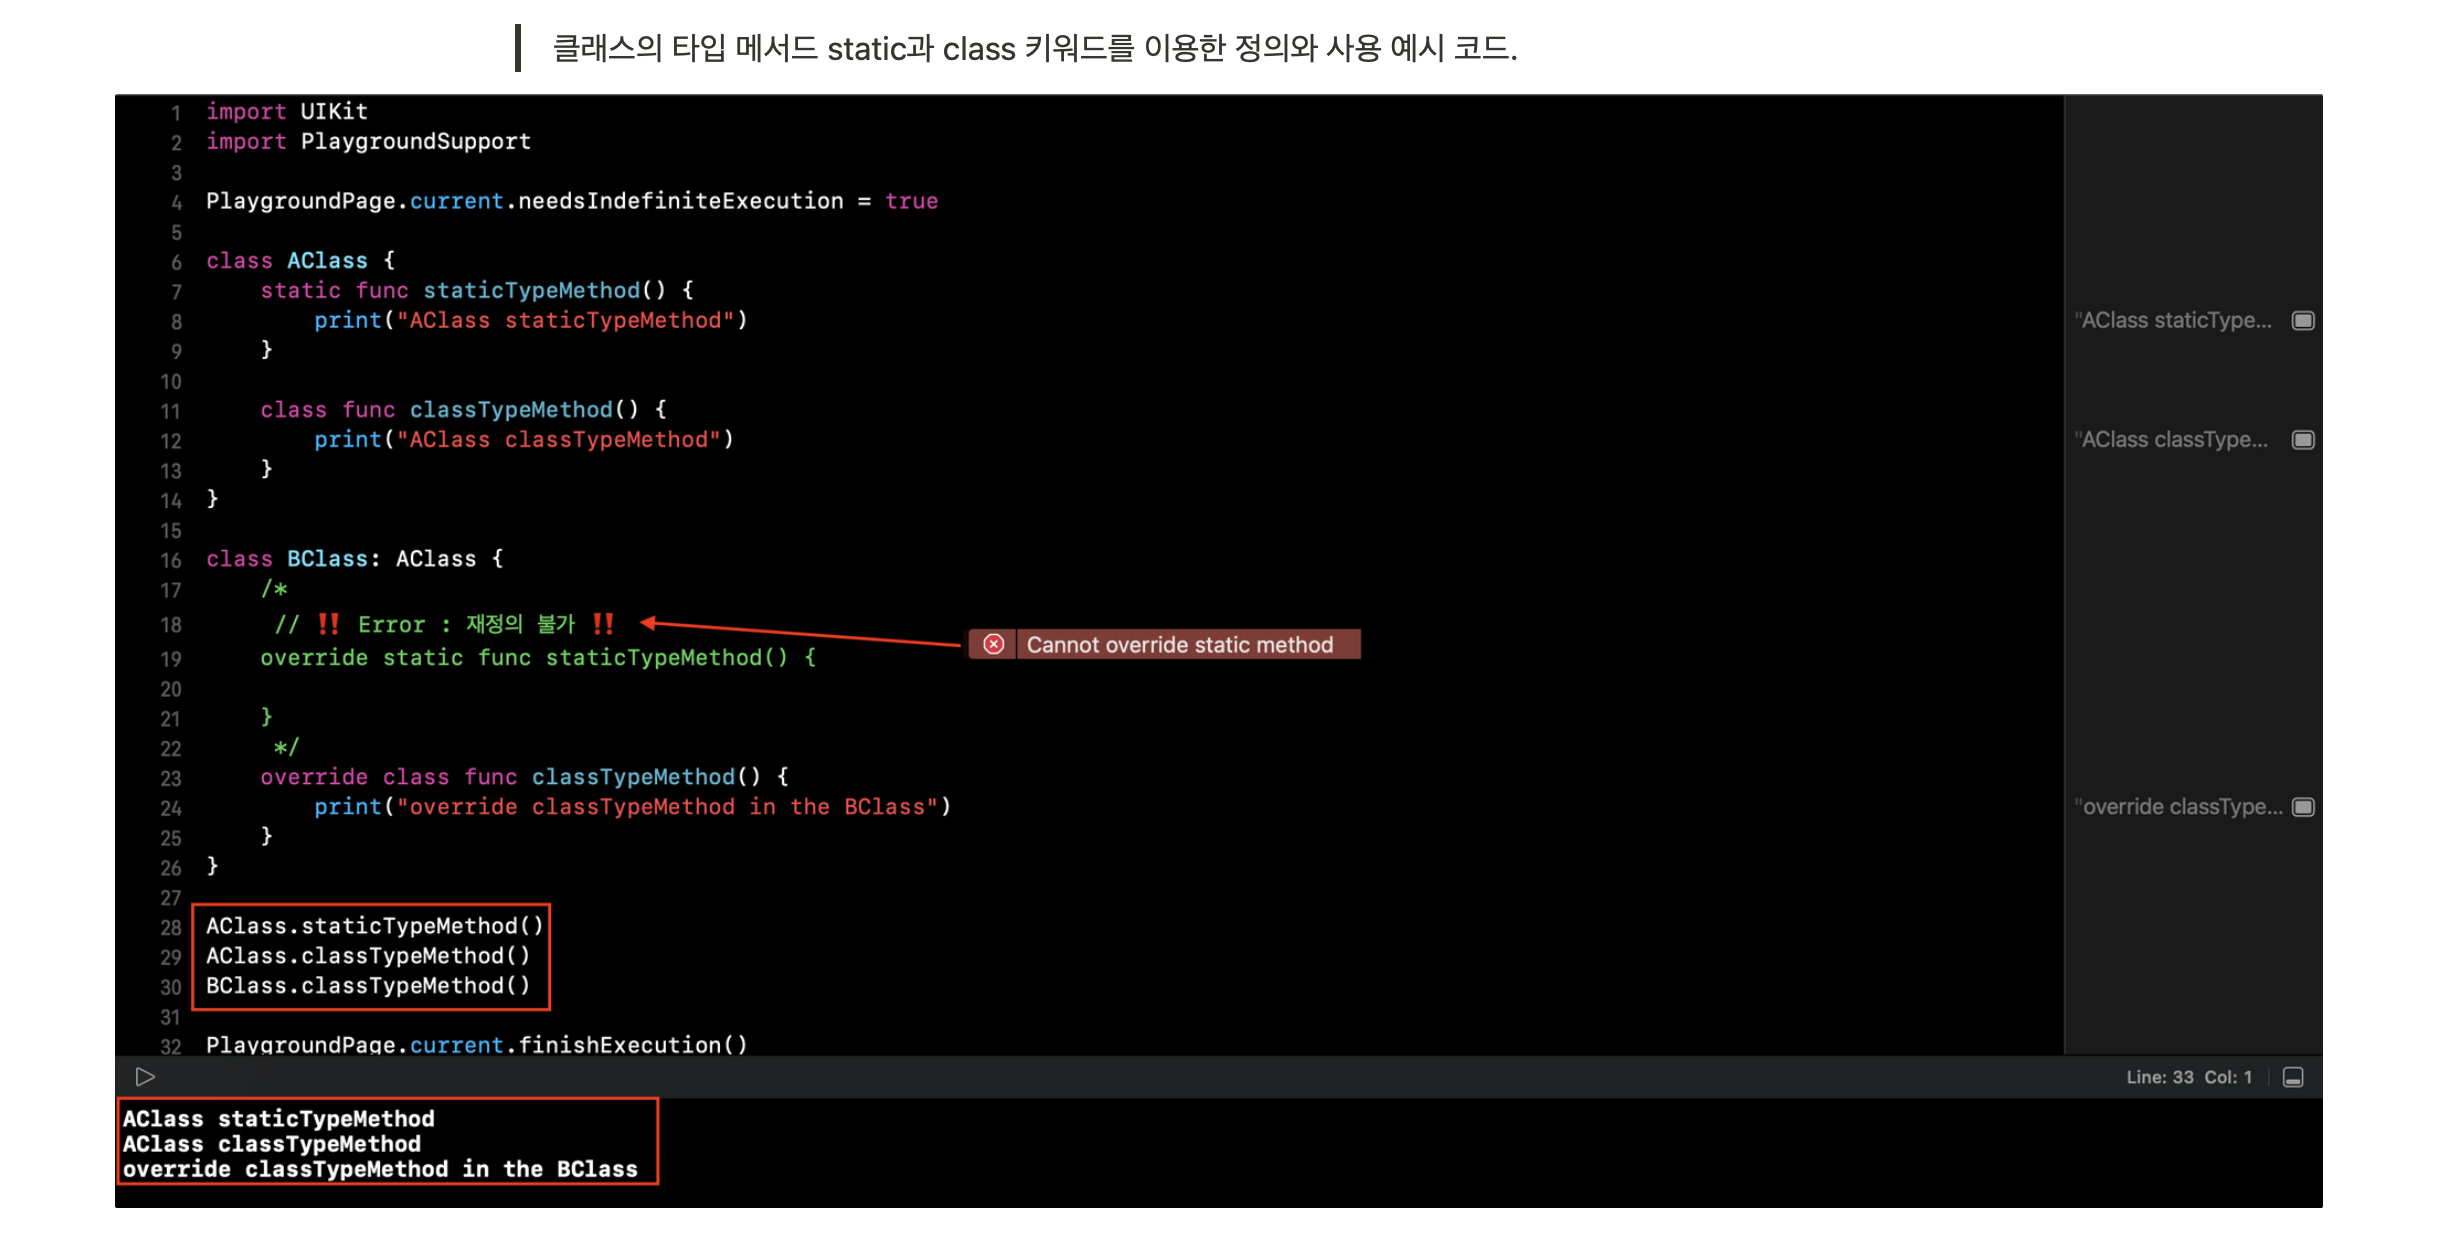 클래스의 타입 메서드 static과 class 키워드를 이용한 정의와 사용 예시 코드.
1 import UIKit
2 import PlaygroundSupport
3
4 PlaygroundPage.current.needsIndefiniteExecution = true
5
6 class AClass {
7     static func staticTypeMethod() {
8         print("AClass staticTypeMethod") "AClass staticType...
9     }
10
11     class func classTypeMethod() {
12         print("AClass classTypeMethod") "AClass classType...
13     }
14 }
15
16 class BClass: AClass {
17     /*
18      // ‼️ Error : 재정의 불가 ‼️
Cannot override static method
19     override static func staticTypeMethod() {
20
21     }
22      */
23     override class func classTypeMethod() {
24         print("override classTypeMethod in the BClass") "override classType...
25     }
26 }
27
28 AClass.staticTypeMethod()
29 AClass.classTypeMethod()
30 BClass.classTypeMethod()
31
32 PlaygroundPage.current.finishExecution()
Line: 33 Col: 1
AClass staticTypeMethod
AClass classTypeMethod
override classTypeMethod in the BClass